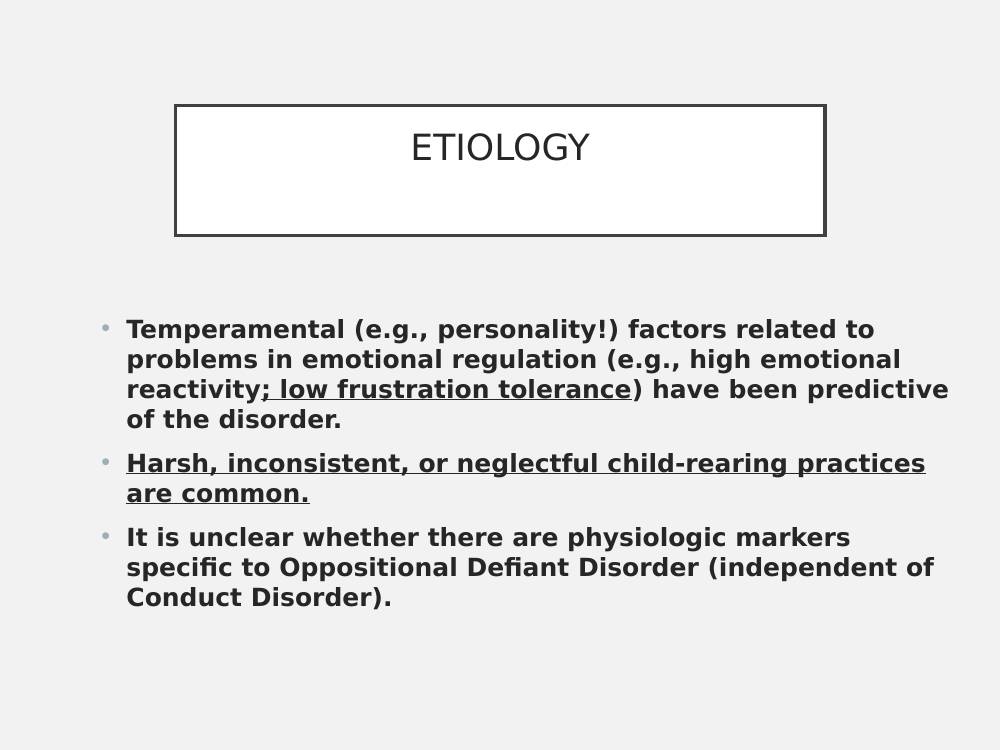 ETIOLOGY
• Temperamental (e.g., personality!) factors related to
problems in emotional regulation (e.g., high emotional
reactivity; low frustration tolerance) have been predictive
of the disorder.
• Harsh, inconsistent, or neglectful child-rearing practices
are common.
• It is unclear whether there are physiologic markers
specific to Oppositional Defiant Disorder (independent of
Conduct Disorder).